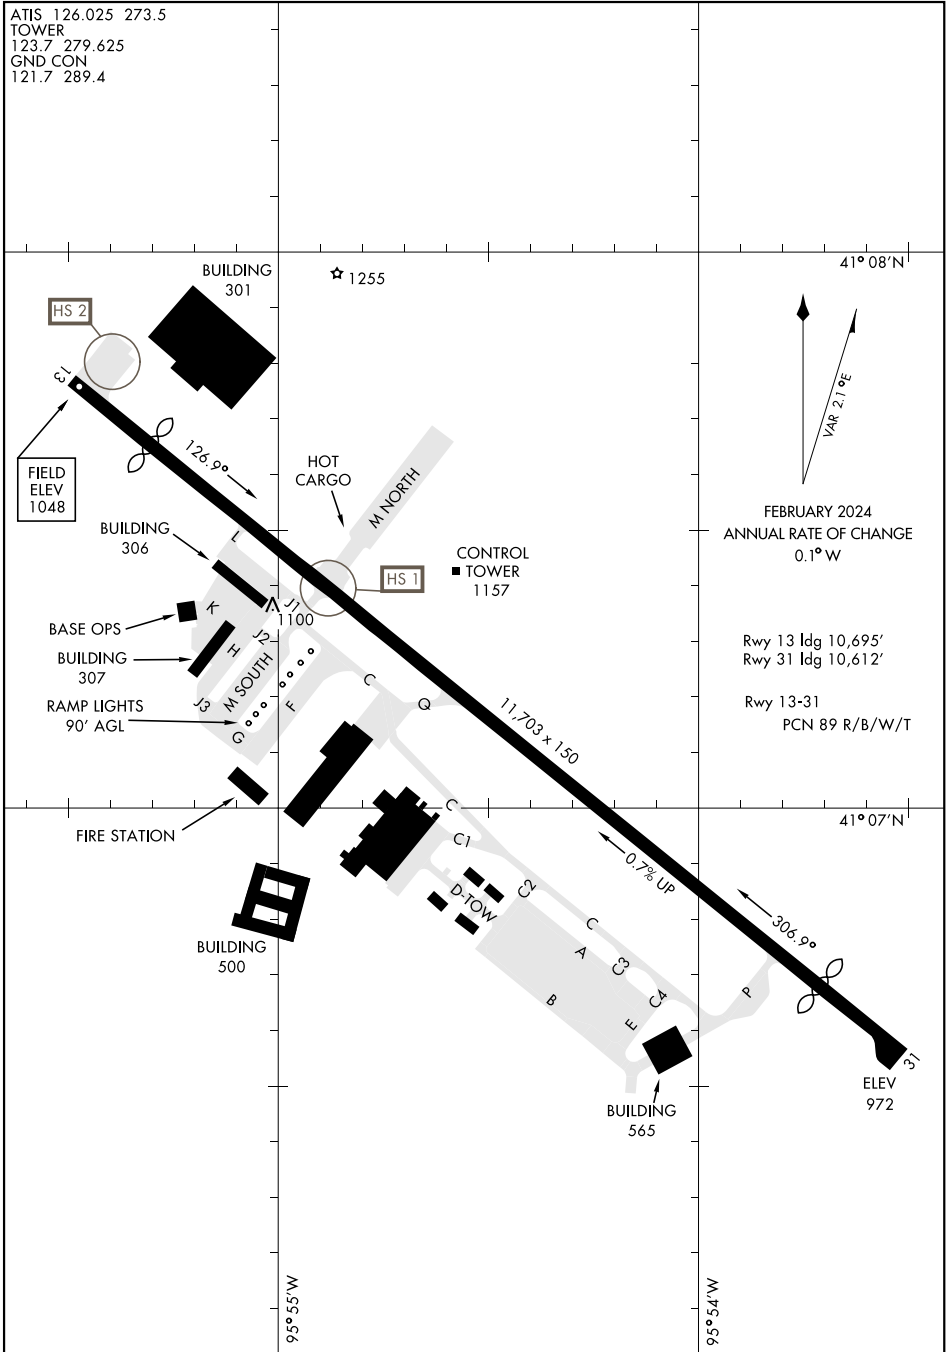 ATIS 126.025 273.5
TOWER
123.7 279.625
GND CON
121.7 289.4
41° 08'N
BUILDING
301
1255
HS 2
13
VAR 2.1°E
126.9°
FIELD
ELEV
1048
HOT
CARGO
M NORTH
FEBRUARY 2024
ANNUAL RATE OF CHANGE
0.1° W
BUILDING
306
L
CONTROL
TOWER
1157
HS 1
J1
1100
K
BASE OPS
J2
H
BUILDING
307
M SOUTH
Rwy 13 ldg 10,695'
Rwy 31 ldg 10,612'
C
J3
F
Q
RAMP LIGHTS
90' AGL
G
Rwy 13-31
PCN 89 R/B/W/T
11,703 x 150
C
41° 07'N
FIRE STATION
C1
0.7% UP
C2
D-TOW
306.9°
C
A
BUILDING
500
C3
B
C4
P
E
31
ELEV
972
BUILDING
565
95° 55'W
95° 54'W